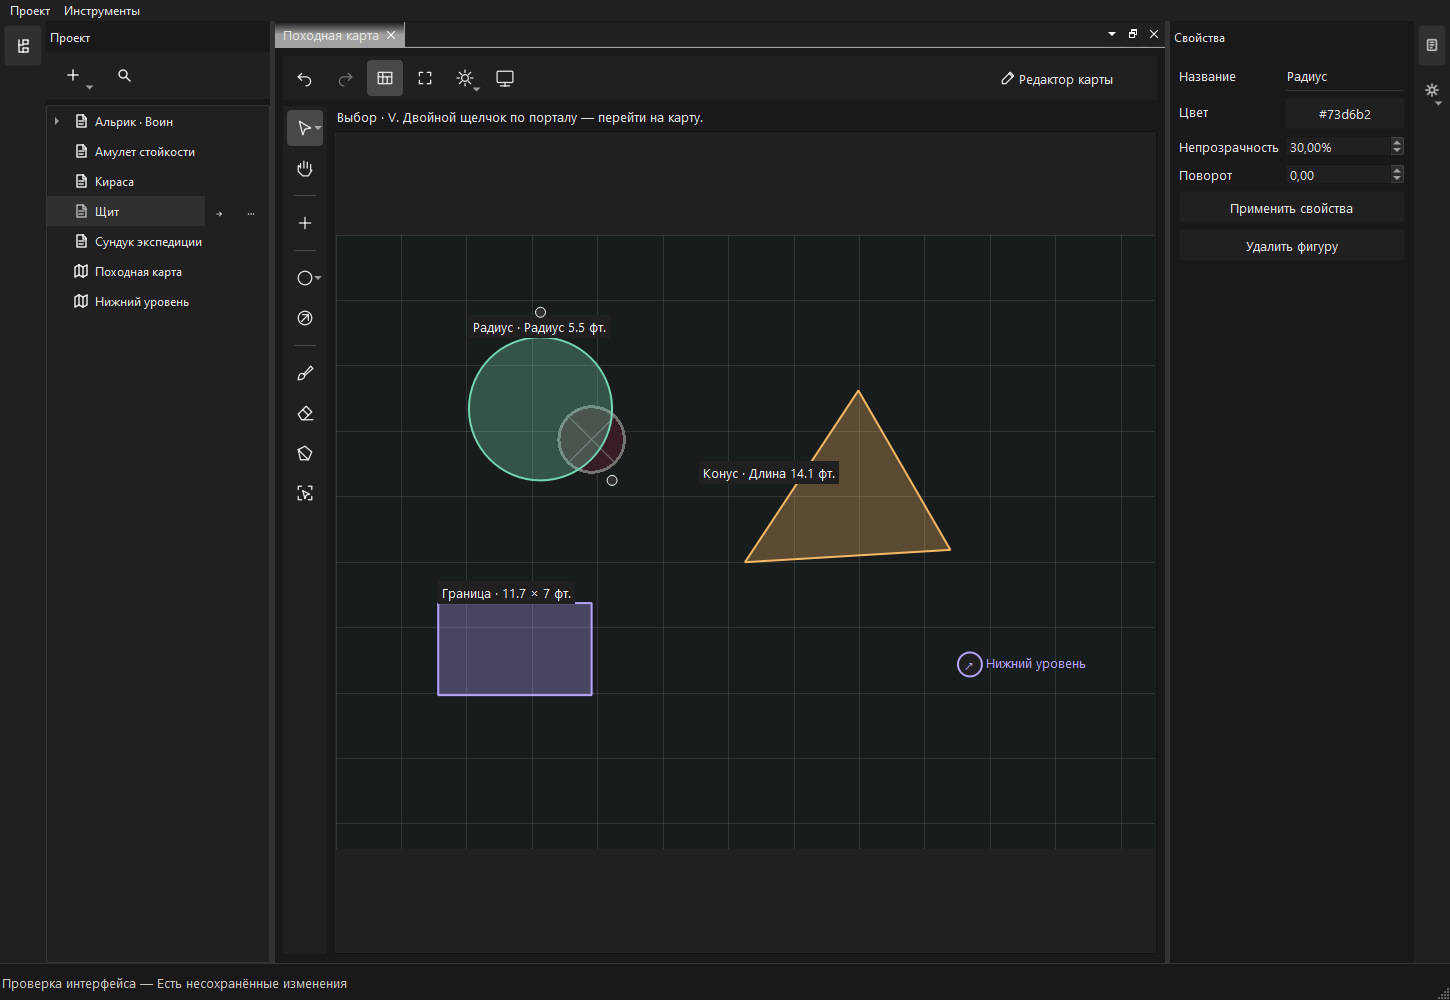 Проект Инструменты
Проект
Альрик · Воин
Амулет стойкости
Кираса
Щит
Сундук экспедиции
Походная карта
Нижний уровень
Походная карта
Редактор карты
Выбор · V. Двойной щелчок по порталу — перейти на карту.
Радиус · Радиус 5.5 фт.
Конус · Длина 14.1 фт.
Граница · 11.7 × 7 фт.
Нижний уровень
Свойства
Название Радиус
Цвет #73d6b2
Непрозрачность 30,00%
Поворот 0,00
Применить свойства
Удалить фигуру
Проверка интерфейса — Есть несохранённые изменения